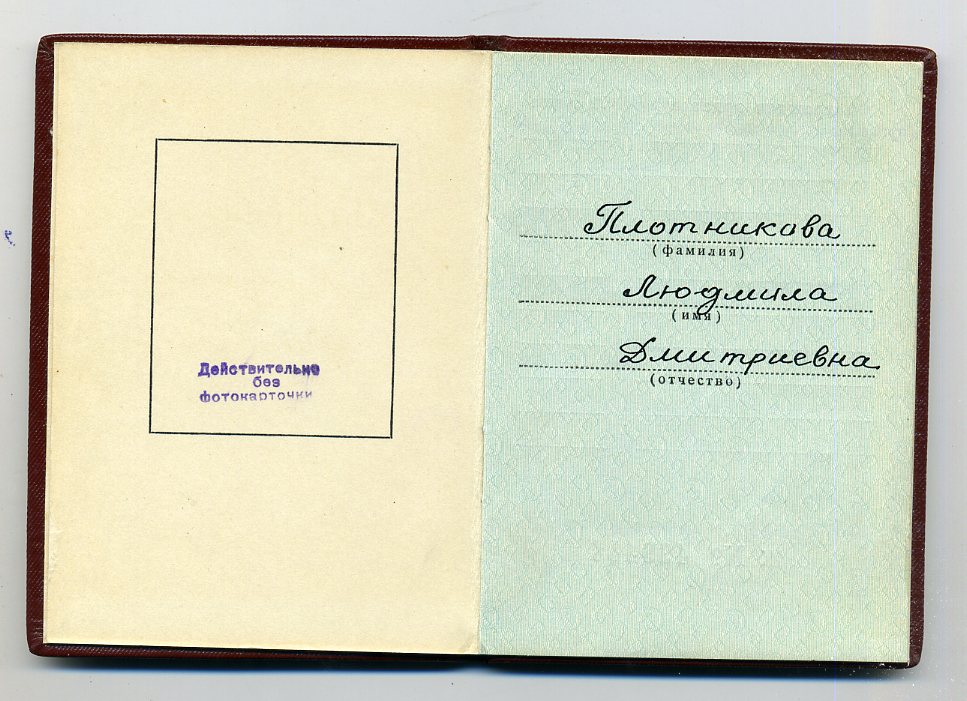 Действительно
без
фотокарточки
Плотникова
(фамилия)
Людмила
(имя)
Дмитриевна
(отчество)